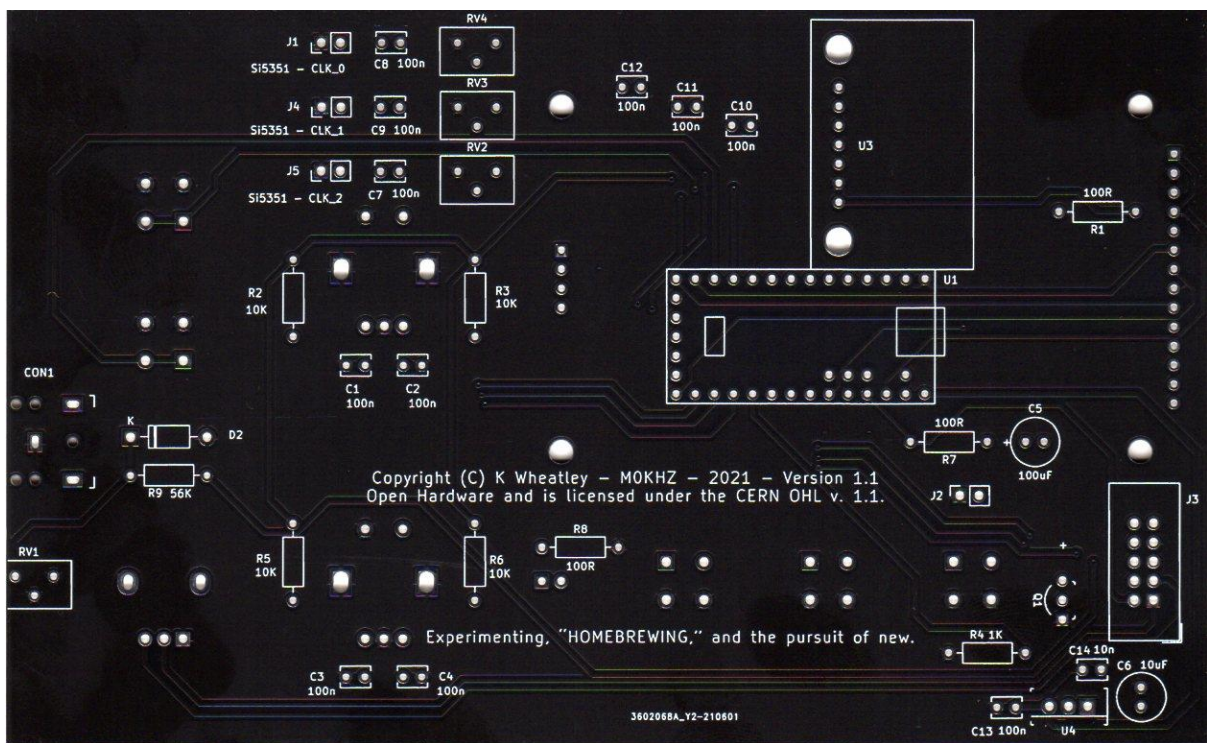 RV4
J1
C8 100n
Si5351 – CLK_0
C12
100n
RV3
J4
C9 100n
Si5351 – CLK_1
C11
100n
C10
100n
U3
RV2
J5
C7 100n
Si5351 – CLK_2
100R
R1
U1
R2
10K
R3
10K
C1
100n
C2
100n
CON1
K
D2
R9 56K
100R
R7
C5
+
100uF
Copyright (C) K Wheatley – M0KHZ – 2021 – Version 1.1
Open Hardware and is licensed under the CERN OHL v. 1.1.
J2
J3
RV1
R5
10K
R6
10K
R8
100R
+
Q1
Experimenting, "HOMEBREWING," and the pursuit of new.
R4 1K
C14 10n
C6 10uF
C3
100n
C4
100n
3602068A_Y2-210601
C13 100n
U4